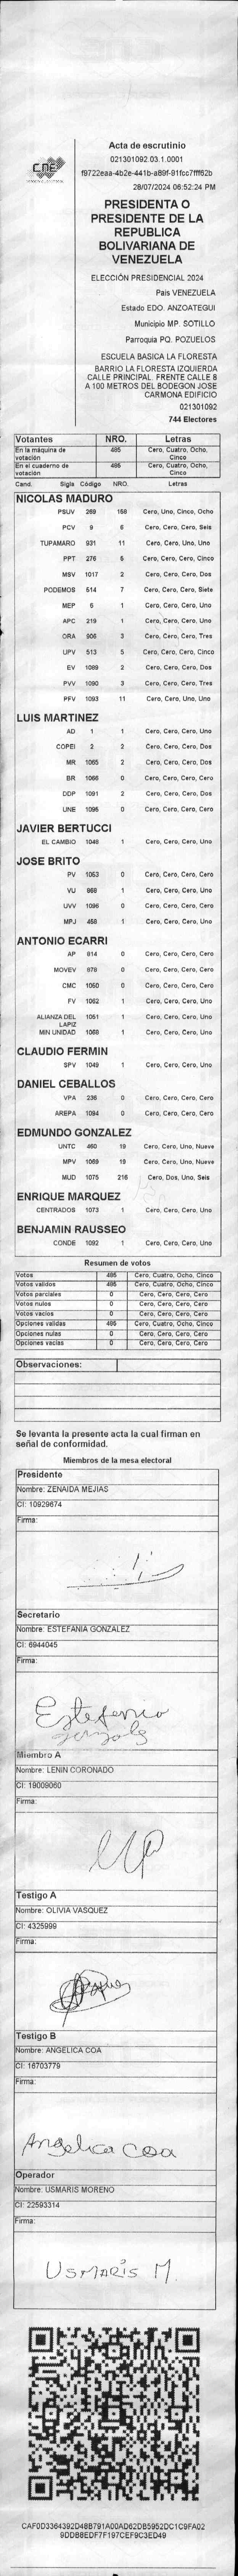 CNE
Acta de escrutinio
021301092.03.1.0001
f9722eaa-4b2e-441b-a89f-91fcc7fff62b
28/07/2024 06:52:24 PM
PRESIDENTA O
PRESIDENTE DE LA
REPUBLICA
BOLIVARIANA DE
VENEZUELA
ELECCIÓN PRESIDENCIAL 2024
Pais VENEZUELA
Estado EDO. ANZOATEGUI
Municipio MP. SOTILLO
Parroquia PQ. POZUELOS
ESCUELA BASICA LA FLORESTA
BARRIO LA FLORESTA IZQUIERDA
CALLE PRINCIPAL. FRENTE CALLE 8
A 100 METROS DEL BODEGON JOSE
CARMONA EDIFICIO
021301092
744 Electores
Votantes NRO. Letras
En la máquina de votación 485 Cero, Cuatro, Ocho, Cinco
En el cuaderno de votación 485 Cero, Cuatro, Ocho, Cinco
Cand. Sigla Código NRO. Letras
NICOLAS MADURO
PSUV 269 158 Cero, Uno, Cinco, Ocho
PCV 9 6 Cero, Cero, Cero, Seis
TUPAMARO 931 11 Cero, Cero, Uno, Uno
PPT 276 5 Cero, Cero, Cero, Cinco
MSV 1017 2 Cero, Cero, Cero, Dos
PODEMOS 514 7 Cero, Cero, Cero, Siete
MEP 6 1 Cero, Cero, Cero, Uno
APC 219 1 Cero, Cero, Cero, Uno
ORA 906 3 Cero, Cero, Cero, Tres
UPV 513 5 Cero, Cero, Cero, Cinco
EV 1089 2 Cero, Cero, Cero, Dos
PVV 1090 3 Cero, Cero, Cero, Tres
PFV 1093 11 Cero, Cero, Uno, Uno
LUIS MARTINEZ
AD 1 1 Cero, Cero, Cero, Uno
COPEI 2 2 Cero, Cero, Cero, Dos
MR 1065 2 Cero, Cero, Cero, Dos
BR 1066 0 Cero, Cero, Cero, Cero
DDP 1091 2 Cero, Cero, Cero, Dos
UNE 1095 0 Cero, Cero, Cero, Cero
JAVIER BERTUCCI
EL CAMBIO 1048 1 Cero, Cero, Cero, Uno
JOSE BRITO
PV 1053 0 Cero, Cero, Cero, Cero
VU 868 1 Cero, Cero, Cero, Uno
UVV 1096 0 Cero, Cero, Cero, Cero
MPJ 458 1 Cero, Cero, Cero, Uno
ANTONIO ECARRI
AP 814 0 Cero, Cero, Cero, Cero
MOVEV 878 0 Cero, Cero, Cero, Cero
CMC 1050 0 Cero, Cero, Cero, Cero
FV 1052 1 Cero, Cero, Cero, Uno
ALIANZA DEL LAPIZ 1051 1 Cero, Cero, Cero, Uno
MIN UNIDAD 1068 1 Cero, Cero, Cero, Uno
CLAUDIO FERMIN
SPV 1049 1 Cero, Cero, Cero, Uno
DANIEL CEBALLOS
VPA 236 0 Cero, Cero, Cero, Cero
AREPA 1094 0 Cero, Cero, Cero, Cero
EDMUNDO GONZALEZ
UNTC 460 19 Cero, Cero, Uno, Nueve
MPV 1069 19 Cero, Cero, Uno, Nueve
MUD 1075 216 Cero, Dos, Uno, Seis
ENRIQUE MARQUEZ
CENTRADOS 1073 1 Cero, Cero, Cero, Uno
BENJAMIN RAUSSEO
CONDE 1092 1 Cero, Cero, Cero, Uno
Resumen de votos
Votos 485 Cero, Cuatro, Ocho, Cinco
Votos validos 485 Cero, Cuatro, Ocho, Cinco
Votos parciales 0 Cero, Cero, Cero, Cero
Votos nulos 0 Cero, Cero, Cero, Cero
Votos vacios 0 Cero, Cero, Cero, Cero
Opciones validas 485 Cero, Cuatro, Ocho, Cinco
Opciones nulas 0 Cero, Cero, Cero, Cero
Opciones vacias 0 Cero, Cero, Cero, Cero
Observaciones:
Se levanta la presente acta la cual firman en
señal de conformidad.
Miembros de la mesa electoral
Presidente
Nombre: ZENAIDA MEJIAS
CI: 10929674
Firma:
Secretario
Nombre: ESTEFANIA GONZALEZ
CI: 6944045
Firma:
Miembro A
Nombre: LENIN CORONADO
CI: 19009060
Firma:
Testigo A
Nombre: OLIVIA VASQUEZ
CI: 4325999
Firma:
Testigo B
Nombre: ANGELICA COA
CI: 16703779
Firma:
Angelica Coa
Operador
Nombre: USMARIS MORENO
CI: 22593314
Firma:
Usmaris M.
CAF0D3364392D48B791A00AD62DB5952DC1C9FA02
9DDB8EDF7F197CEF9C3ED49